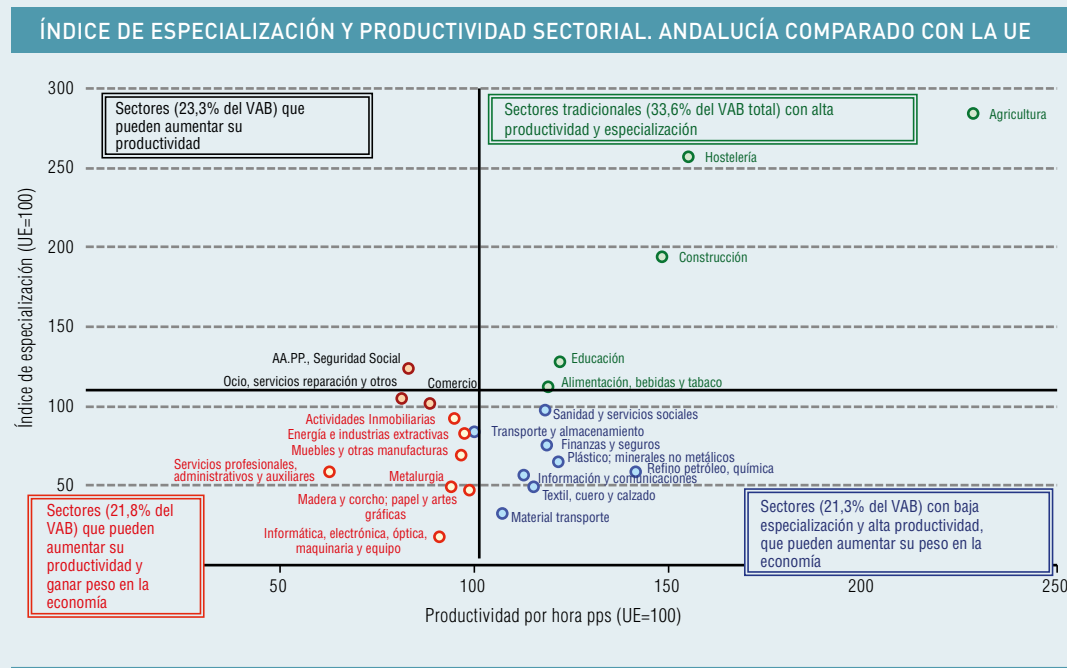 ÍNDICE DE ESPECIALIZACIÓN Y PRODUCTIVIDAD SECTORIAL. ANDALUCÍA COMPARADO CON LA UE
Índice de especialización (UE=100)
300
250
200
150
100
50
Sectores (23,3% del VAB) que
pueden aumentar su
productividad
Sectores tradicionales (33,6% del VAB total) con alta
productividad y especialización
Agricultura
Hostelería
Construcción
AA.PP., Seguridad Social
Educación
Ocio, servicios reparación y otros
Comercio
Alimentación, bebidas y tabaco
Actividades Inmobiliarias
Sanidad y servicios sociales
Energía e industrias extractivas
Transporte y almacenamiento
Muebles y otras manufacturas
Finanzas y seguros
Plástico; minerales no metálicos
Servicios profesionales,
administrativos y auxiliares
Metalurgia
Refino petróleo, química
Información y comunicaciones
Madera y corcho; papel y artes
gráficas
Textil, cuero y calzado
Material transporte
Informática, electrónica, óptica,
maquinaria y equipo
Sectores (21,8% del
VAB) que pueden
aumentar su
productividad y
ganar peso en la
economía
Sectores (21,3% del VAB) con baja
especialización y alta productividad,
que pueden aumentar su peso en la
economía
50
100
150
200
250
Productividad por hora pps (UE=100)